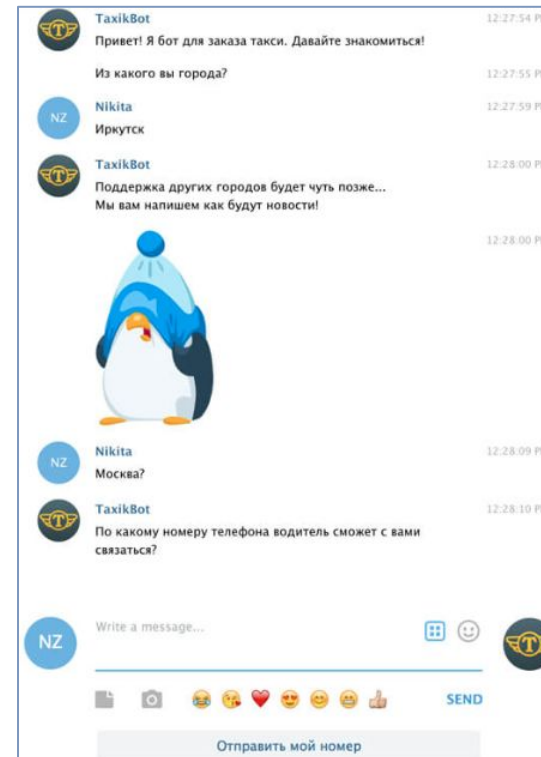 TaxikBot 12:27:54 P
Привет! Я бот для заказа такси. Давайте знакомиться!
Из какого вы города? 12:27:55 P
NZ Nikita 12:27:59 P
Иркутск
TaxikBot 12:28:00 P
Поддержка других городов будет чуть позже...
Мы вам напишем как будут новости!
12:28:00 P
NZ Nikita 12:28:09 P
Москва?
TaxikBot 12:28:10 P
По какому номеру телефона водитель сможет с вами
связаться?
NZ Write a message...
SEND
Отправить мой номер